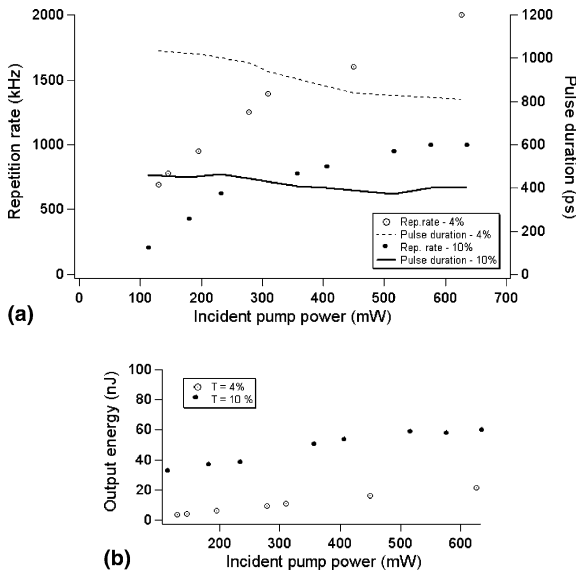 2000
1500
1000
500
0
Repetition rate (kHz)
1200
1000
800
600
400
200
0
Pulse duration (ps)
Rep.rate - 4%
Pulse duration - 4%
Rep. rate - 10%
Pulse duration - 10%
0 100 200 300 400 500 600 700
Incident pump power (mW)
(a)
100
80
60
40
20
0
Output energy (nJ)
T = 4%
T = 10 %
200 300 400 500 600
Incident pump power (mW)
(b)